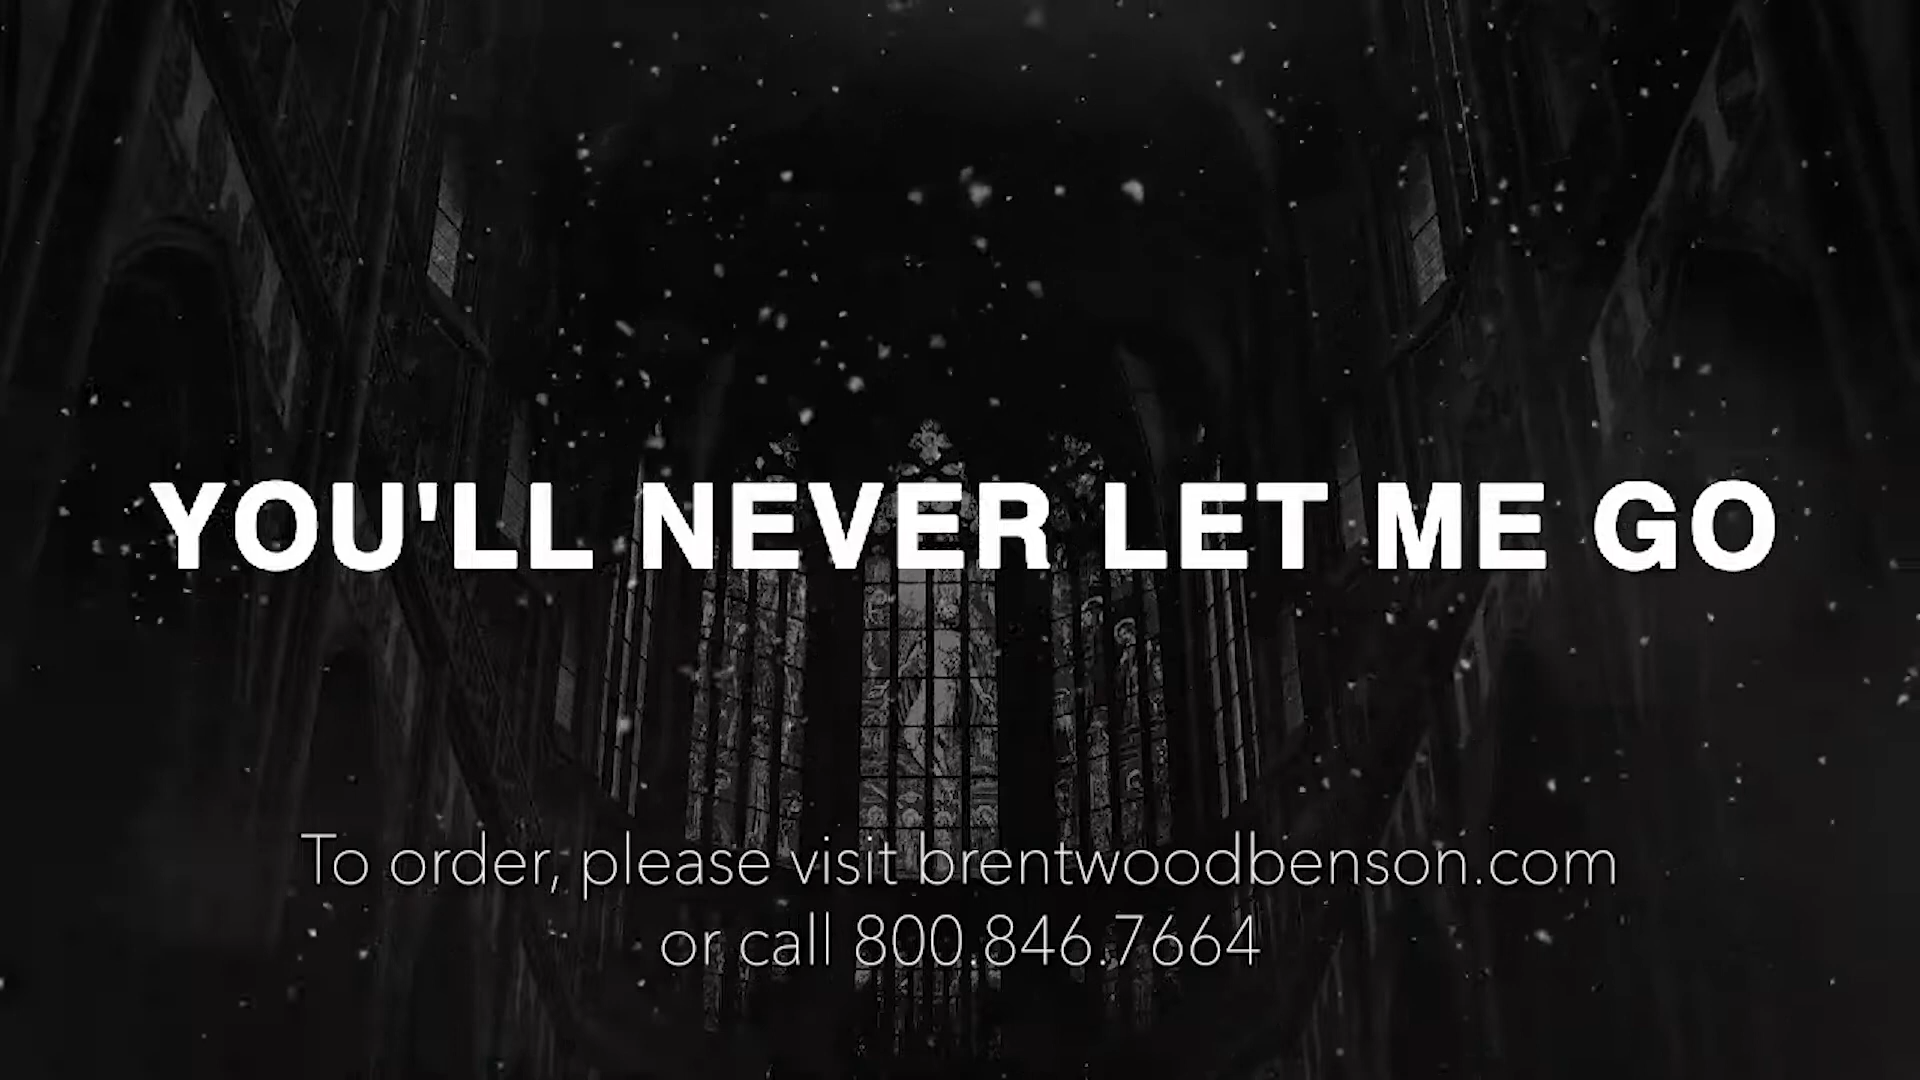 YOU'LL NEVER LET ME GO
To order, please visit brentwoodbenson.com
or call 800.846.7664